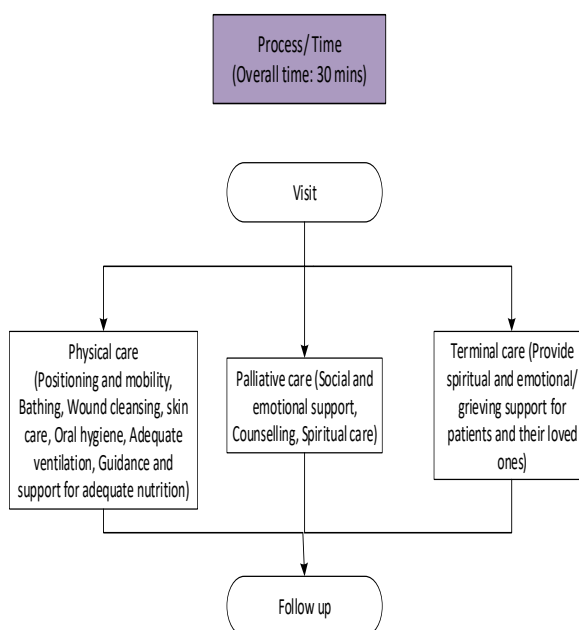 Process/ Time
(Overall time: 30 mins)
Visit
Physical care
(Positioning and mobility,
Bathing, Wound cleansing, skin
care, Oral hygiene, Adequate
ventilation, Guidance and
support for adequate nutrition)
Palliative care (Social and
emotional support,
Counselling, Spiritual care)
Terminal care (Provide
spiritual and emotional/
grieving support for
patients and their loved
ones)
Follow up